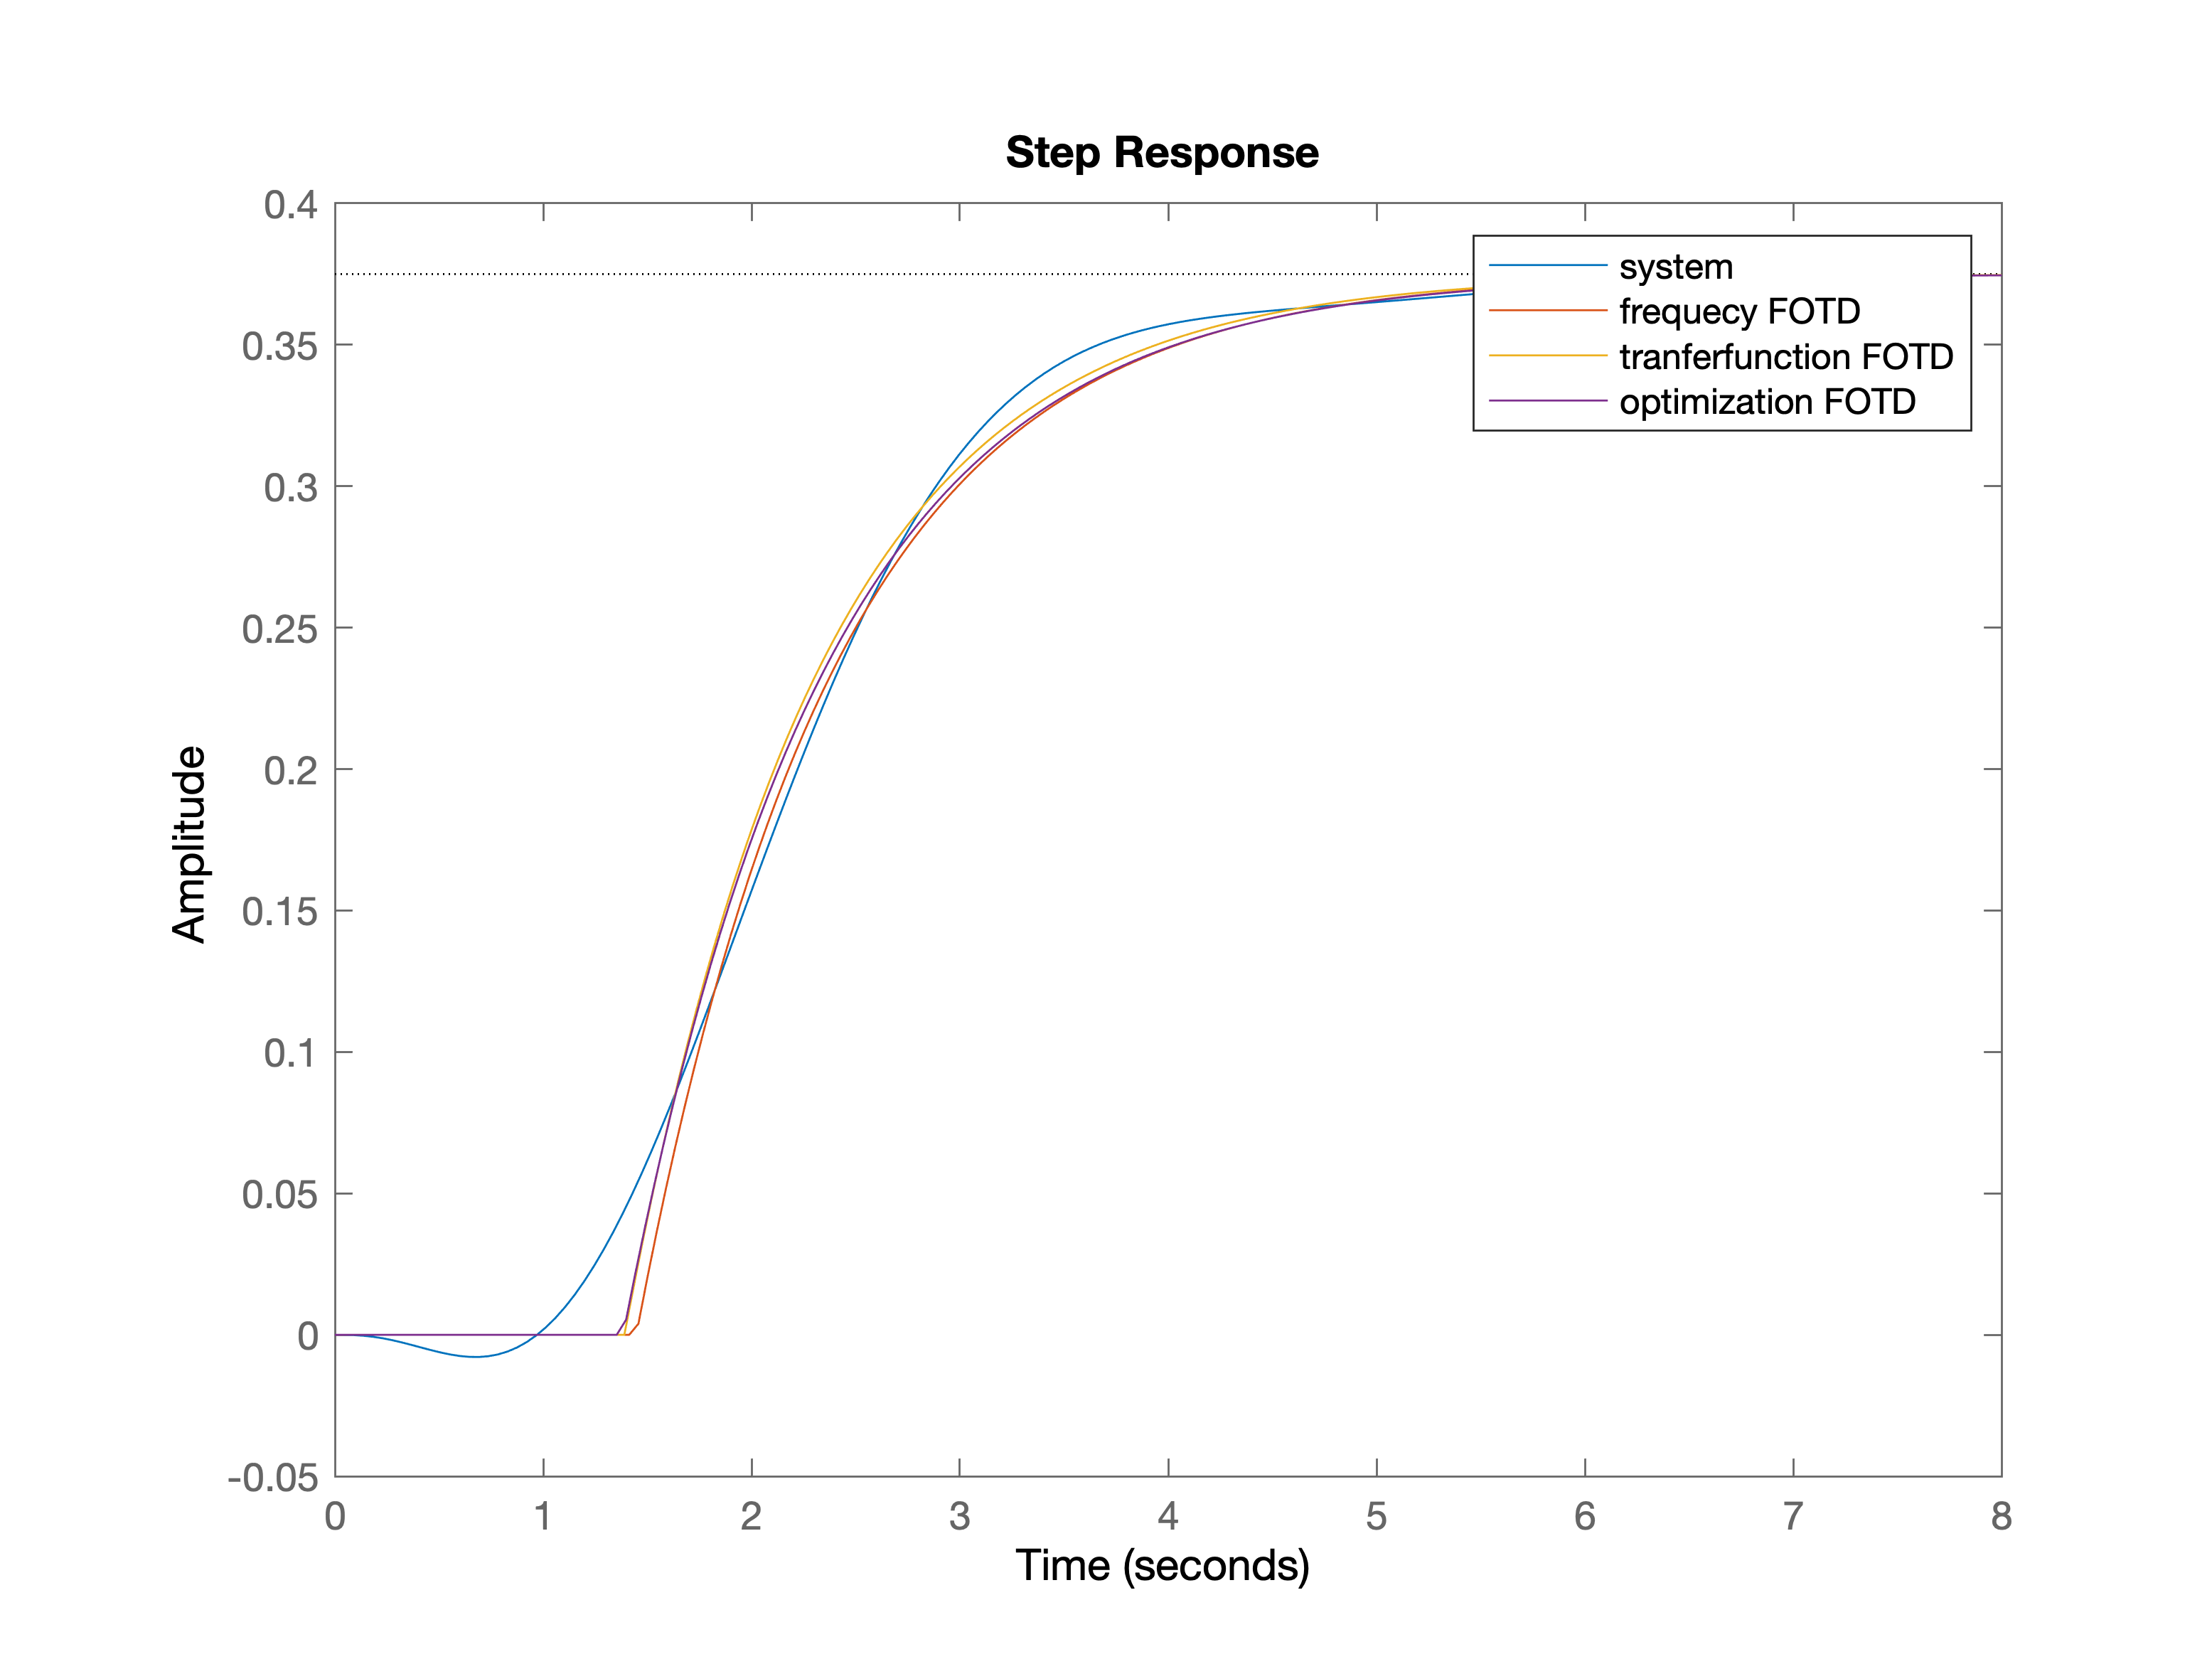 Step Response
0.4
0.35
0.3
0.25
0.2
0.15
0.1
0.05
0
-0.05
Amplitude
system
frequecy FOTD
tranferfunction FOTD
optimization FOTD
0 1 2 3 4 5 6 7 8
Time (seconds)